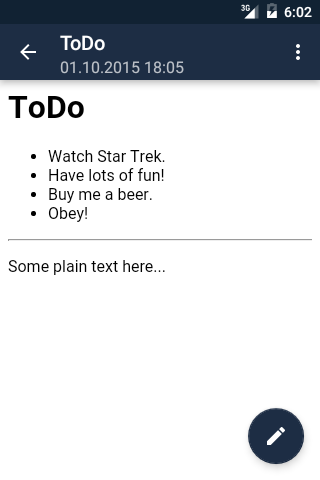 3G 6:02
ToDo
01.10.2015 18:05
ToDo
Watch Star Trek.
Have lots of fun!
Buy me a beer.
Obey!
Some plain text here...